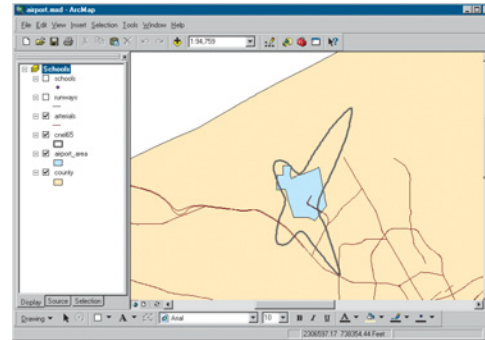 airport.mxd - ArcMap
File Edit View Insert Selection Tools Window Help
1:94,759
Schools
schools
runways
arterials
cnel65
airport_area
county
Display Source Selection
Drawing A Arial 10 B I U A
2306597.17 738354.44 Feet